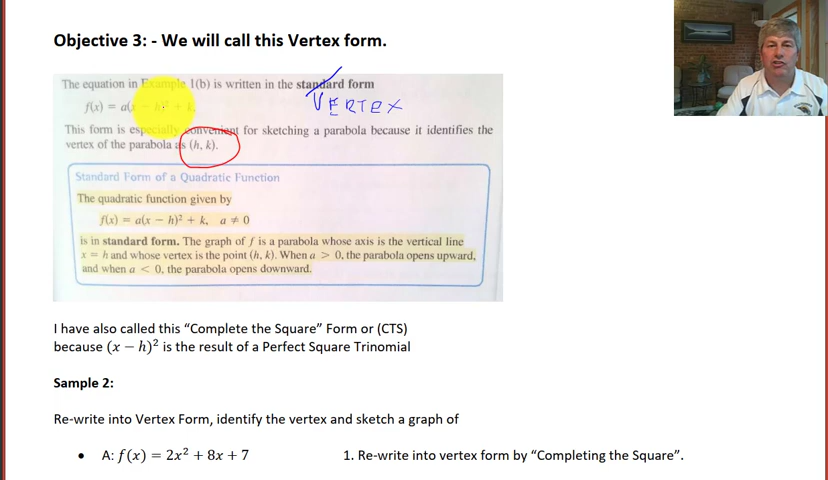 Objective 3: - We will call this Vertex form.
The equation in Example 1(b) is written in the standard form
VERTEX
f(x) = a(x − h)² + k.
This form is especially convenient for sketching a parabola because it identifies the
vertex of the parabola as (h, k).
Standard Form of a Quadratic Function
The quadratic function given by
f(x) = a(x − h)² + k, a ≠ 0
is in standard form. The graph of f is a parabola whose axis is the vertical line
x = h and whose vertex is the point (h, k). When a > 0, the parabola opens upward,
and when a < 0, the parabola opens downward.
I have also called this “Complete the Square” Form or (CTS)
because (x − h)² is the result of a Perfect Square Trinomial
Sample 2:
Re-write into Vertex Form, identify the vertex and sketch a graph of
• A: f(x) = 2x² + 8x + 7 1. Re-write into vertex form by “Completing the Square”.